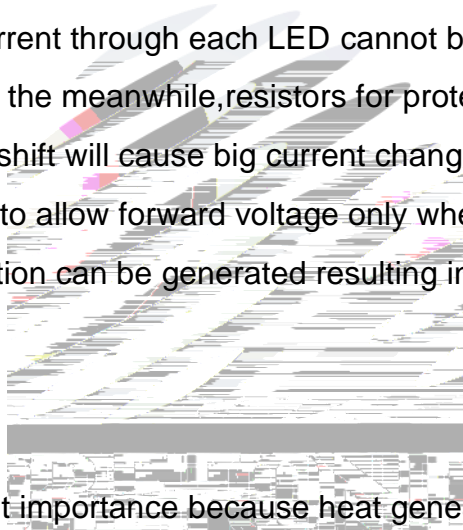 rrent through each LED cannot b
the meanwhile,resistors for prote
shift will cause big current chang
to allow forward voltage only whe
tion can be generated resulting in
t importance because heat gene